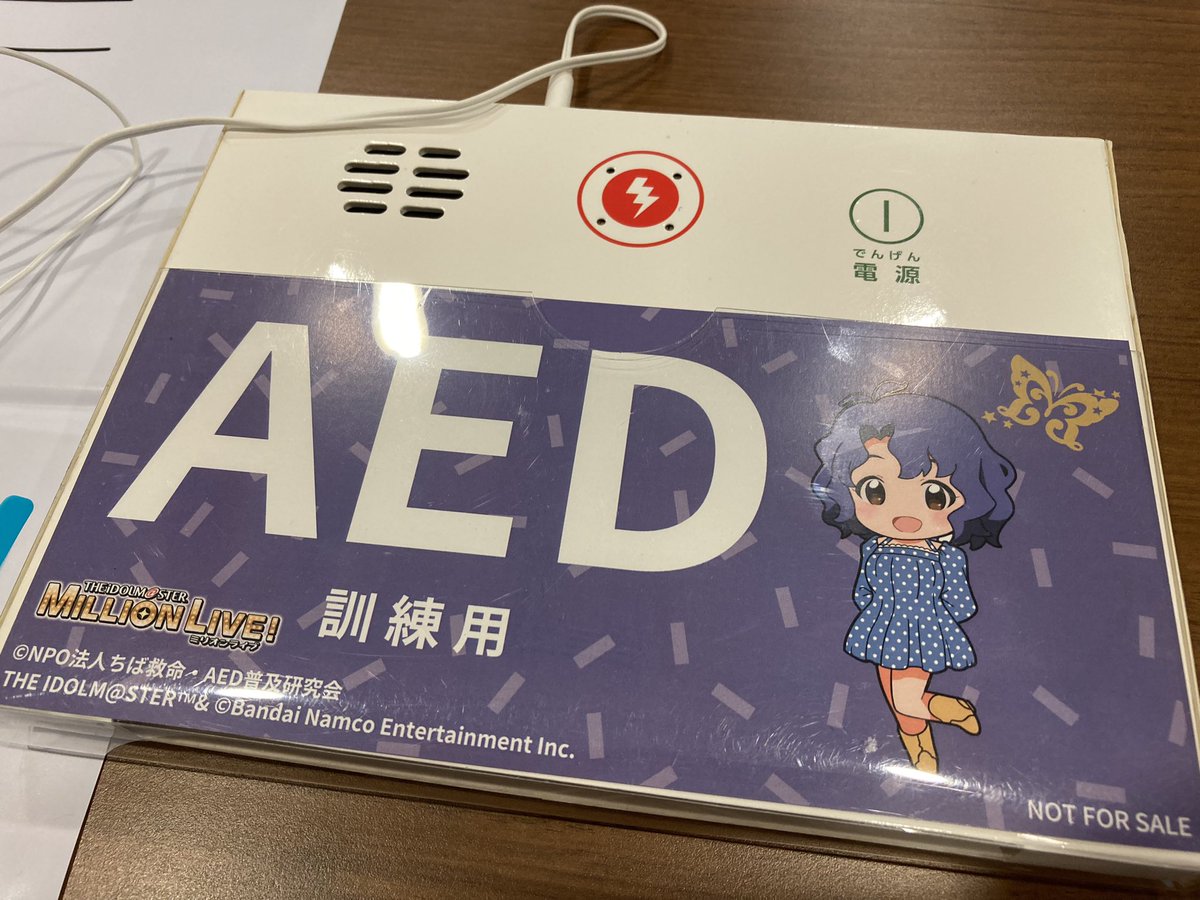 でんげん
電源
AED
訓練用
THE IDOLM@STER
MILLION LIVE!
ミリオンライブ
©NPO法人ちば救命・AED普及研究会
THE IDOLM@STER™& ©Bandai Namco Entertainment Inc.
NOT FOR SALE